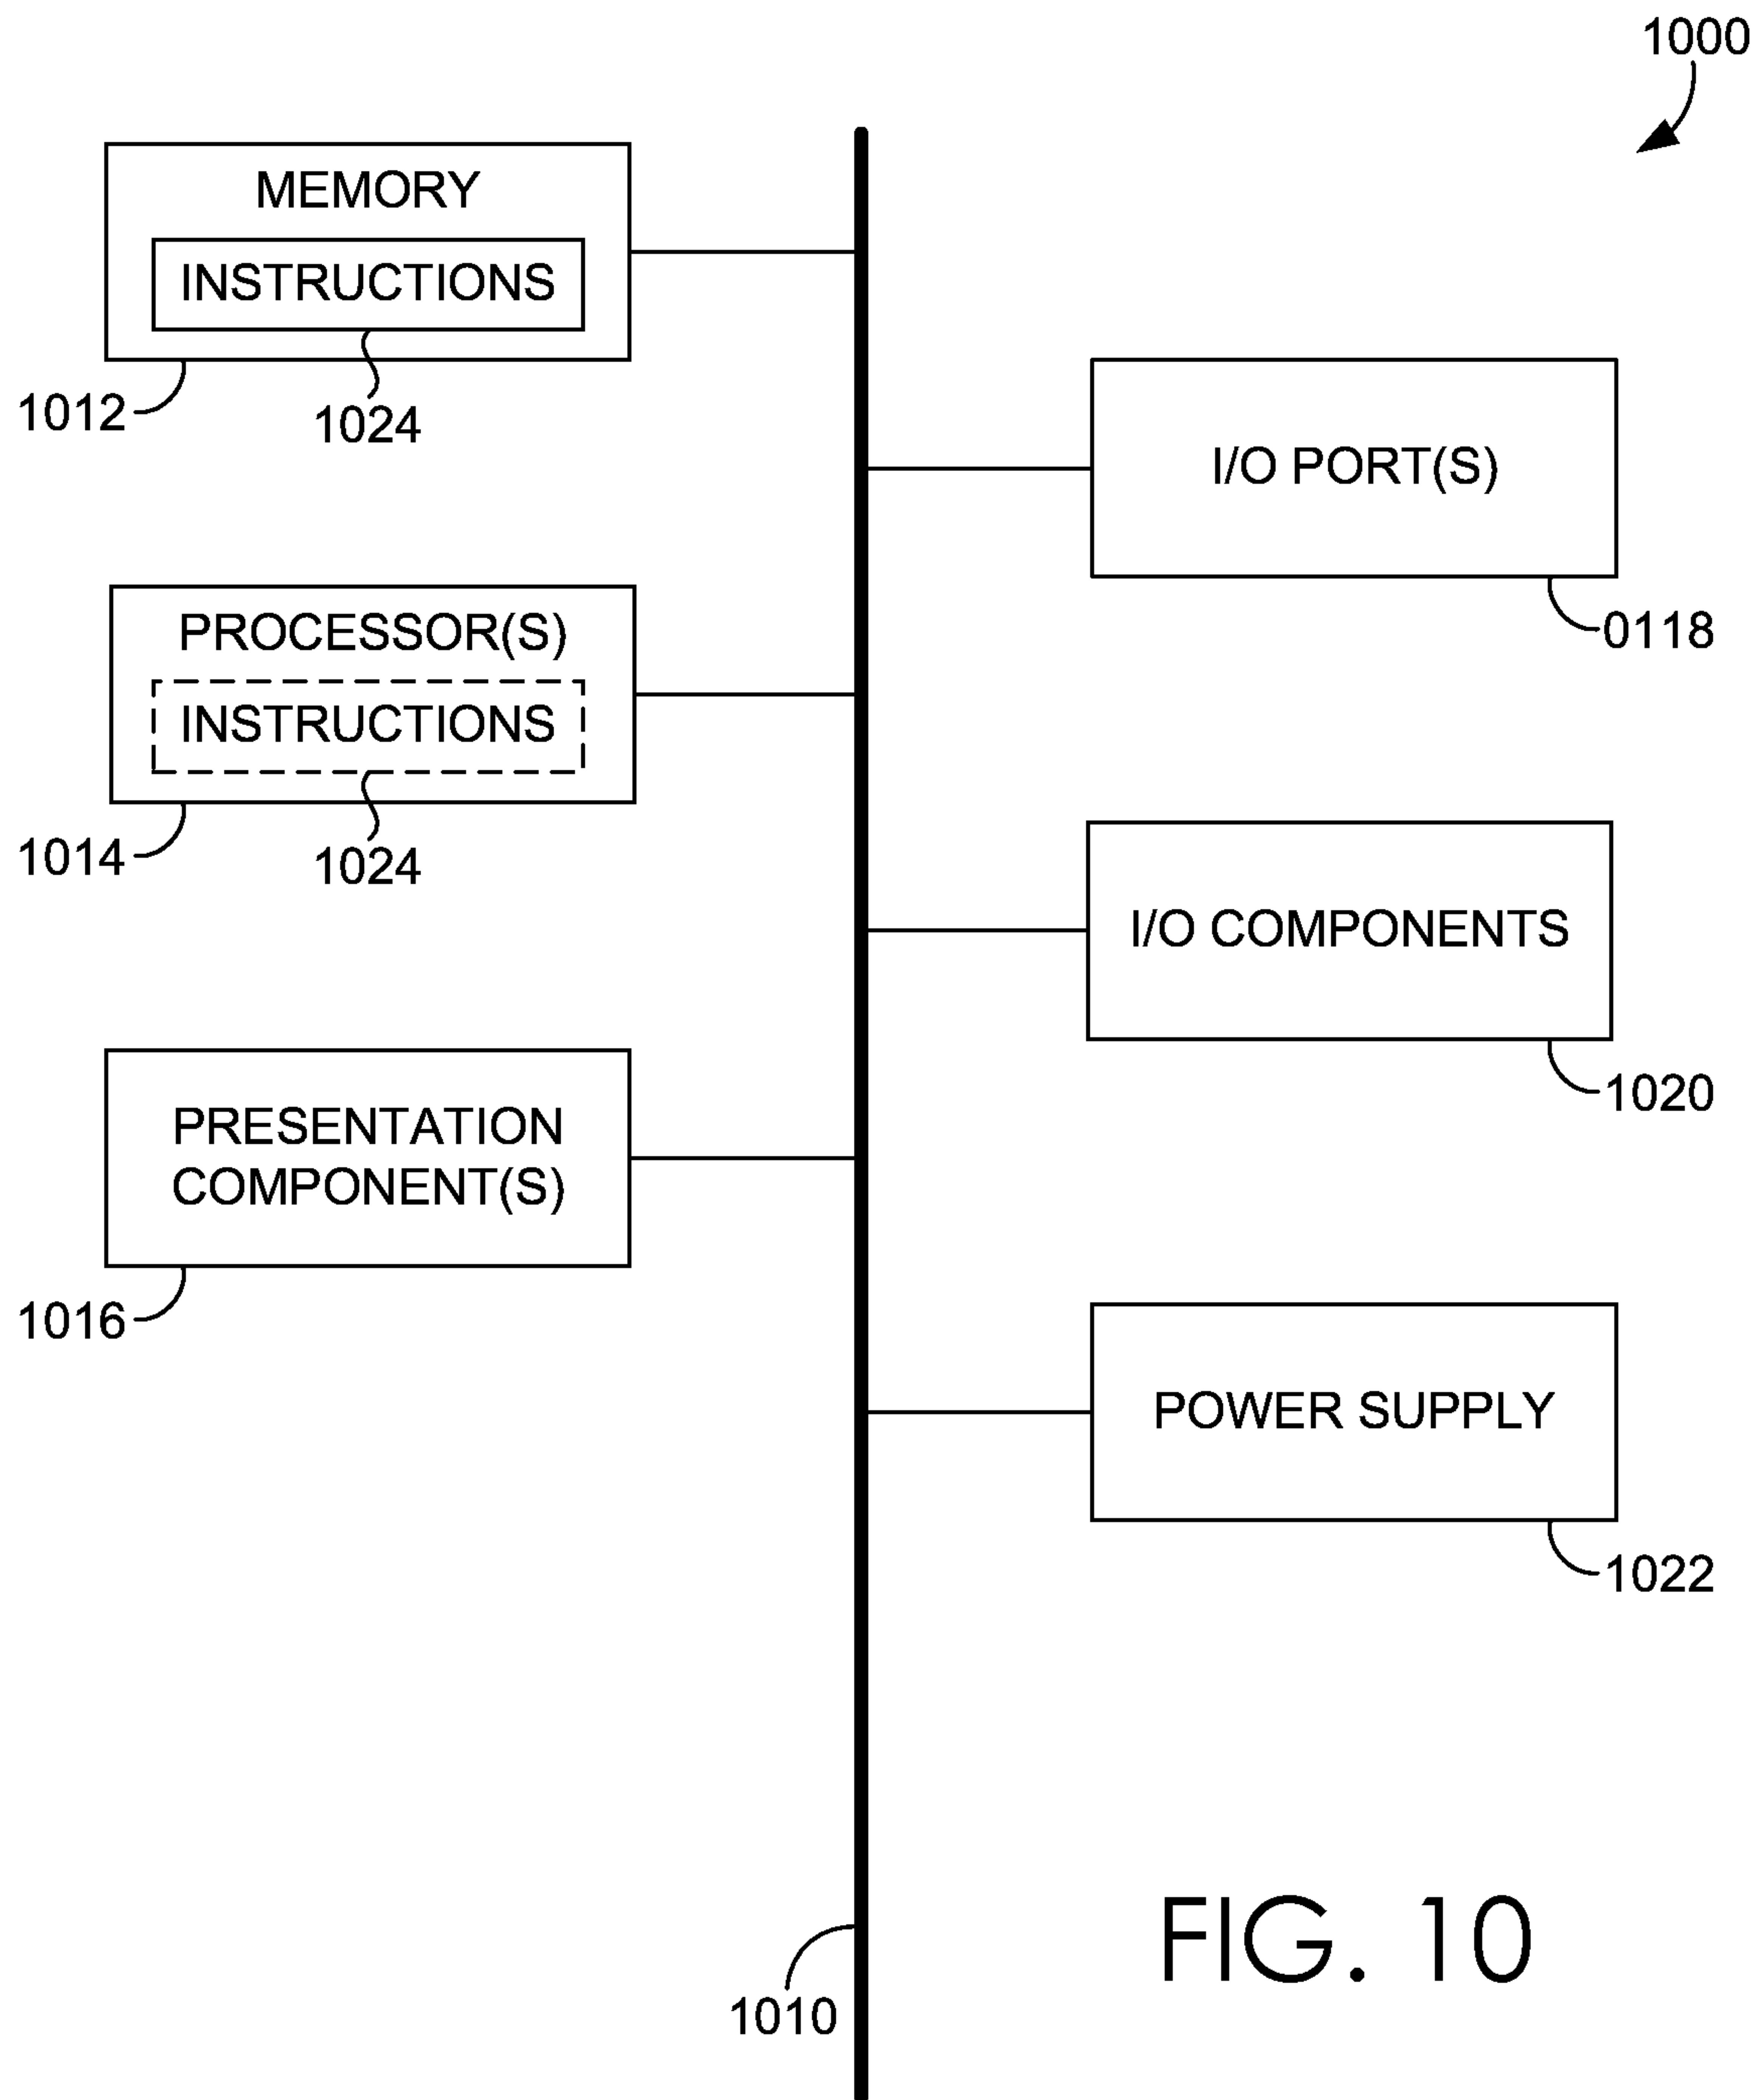 1000
MEMORY
INSTRUCTIONS
1012
1024
I/O PORT(S)
0118
PROCESSOR(S)
INSTRUCTIONS
1014
1024
I/O COMPONENTS
1020
PRESENTATION
COMPONENT(S)
1016
POWER SUPPLY
1022
1010
FIG. 10